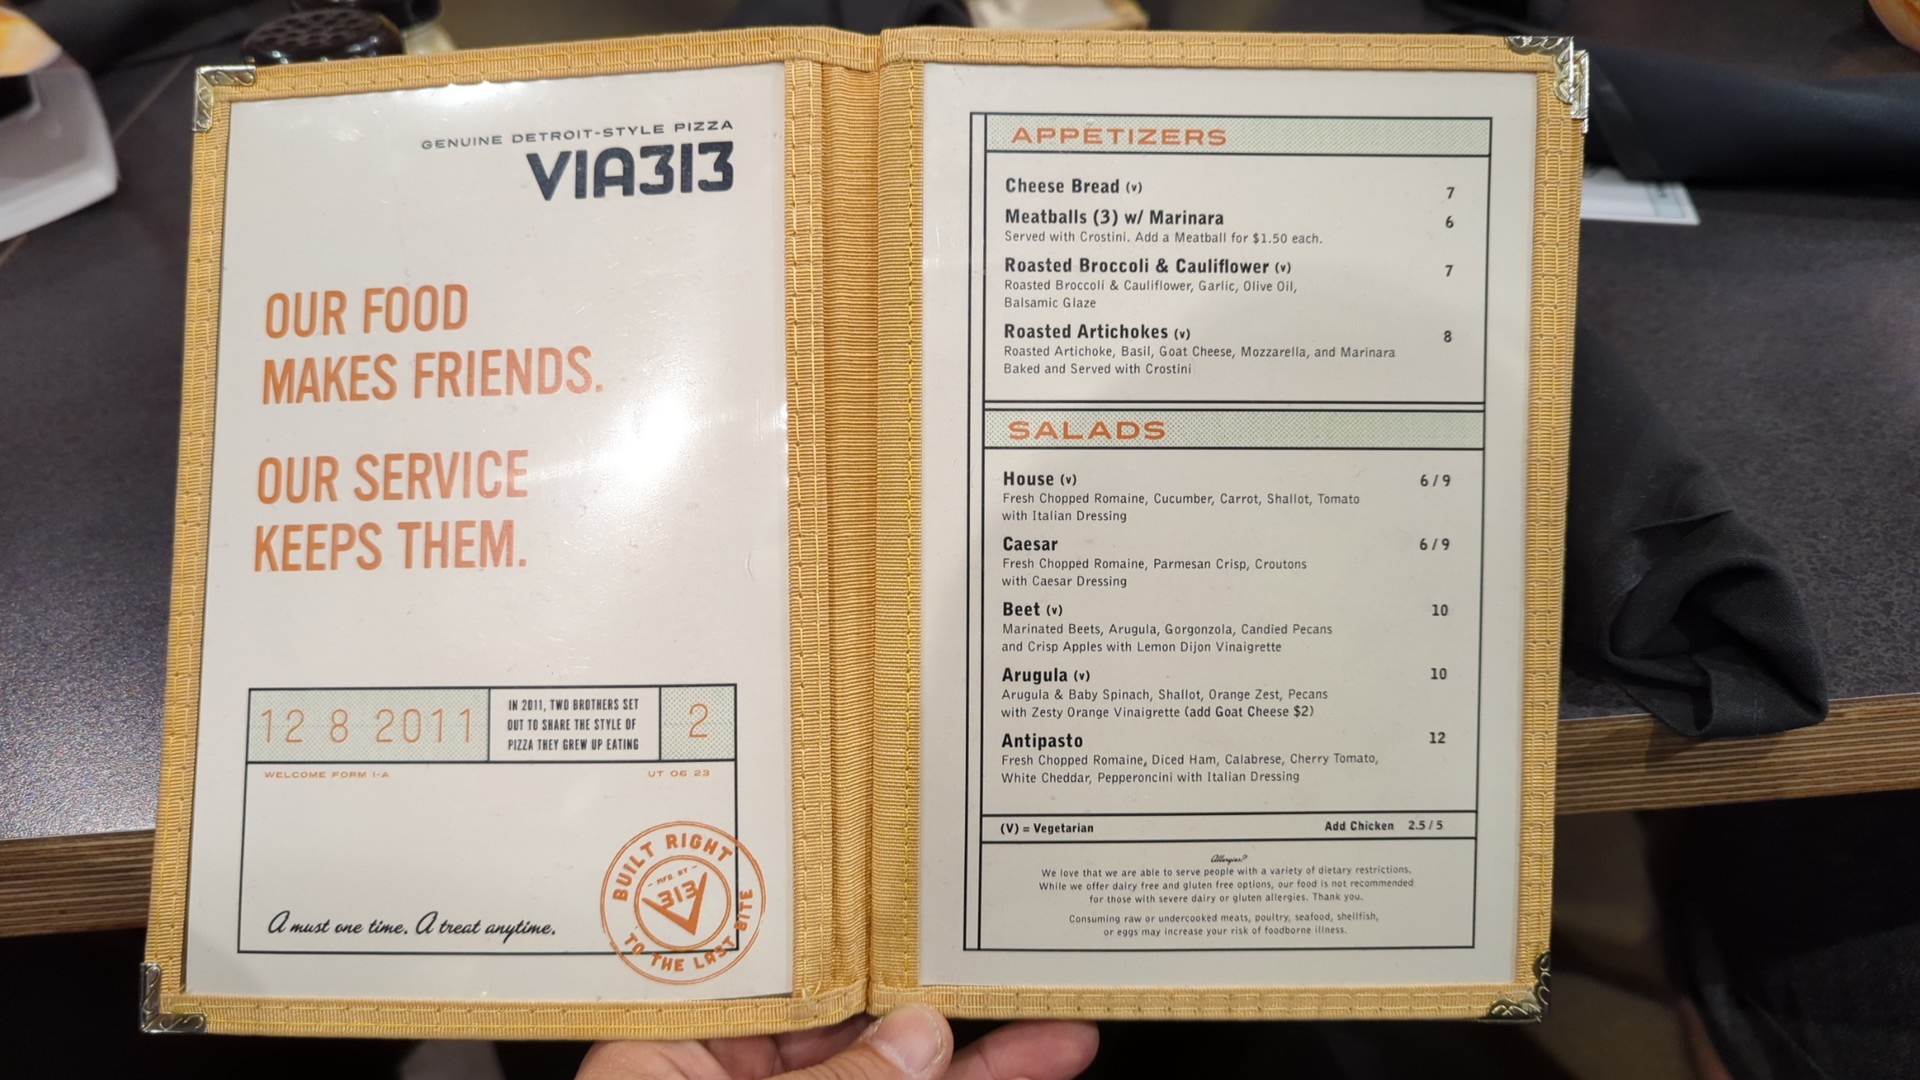 GENUINE DETROIT-STYLE PIZZA
VIA313
OUR FOOD
MAKES FRIENDS.
OUR SERVICE
KEEPS THEM.
12 8 2011
IN 2011, TWO BROTHERS SET
OUT TO SHARE THE STYLE OF
PIZZA THEY GREW UP EATING
2
WELCOME FORM I-A
UT 06 23
A must one time. A treat anytime.
BUILT RIGHT
MFG. BY
313
TO THE LAST BITE
APPETIZERS
Cheese Bread (v) 7
Meatballs (3) w/ Marinara 6
Served with Crostini. Add a Meatball for $1.50 each.
Roasted Broccoli & Cauliflower (v) 7
Roasted Broccoli & Cauliflower, Garlic, Olive Oil,
Balsamic Glaze
Roasted Artichokes (v) 8
Roasted Artichoke, Basil, Goat Cheese, Mozzarella, and Marinara
Baked and Served with Crostini
SALADS
House (v) 6/9
Fresh Chopped Romaine, Cucumber, Carrot, Shallot, Tomato
with Italian Dressing
Caesar 6/9
Fresh Chopped Romaine, Parmesan Crisp, Croutons
with Caesar Dressing
Beet (v) 10
Marinated Beets, Arugula, Gorgonzola, Candied Pecans
and Crisp Apples with Lemon Dijon Vinaigrette
Arugula (v) 10
Arugula & Baby Spinach, Shallot, Orange Zest, Pecans
with Zesty Orange Vinaigrette (add Goat Cheese $2)
Antipasto 12
Fresh Chopped Romaine, Diced Ham, Calabrese, Cherry Tomato,
White Cheddar, Pepperoncini with Italian Dressing
(V) = Vegetarian Add Chicken 2.5/5
Allergies?
We love that we are able to serve people with a variety of dietary restrictions.
While we offer dairy free and gluten free options, our food is not recommended
for those with severe dairy or gluten allergies. Thank you.
Consuming raw or undercooked meats, poultry, seafood, shellfish,
or eggs may increase your risk of foodborne illness.